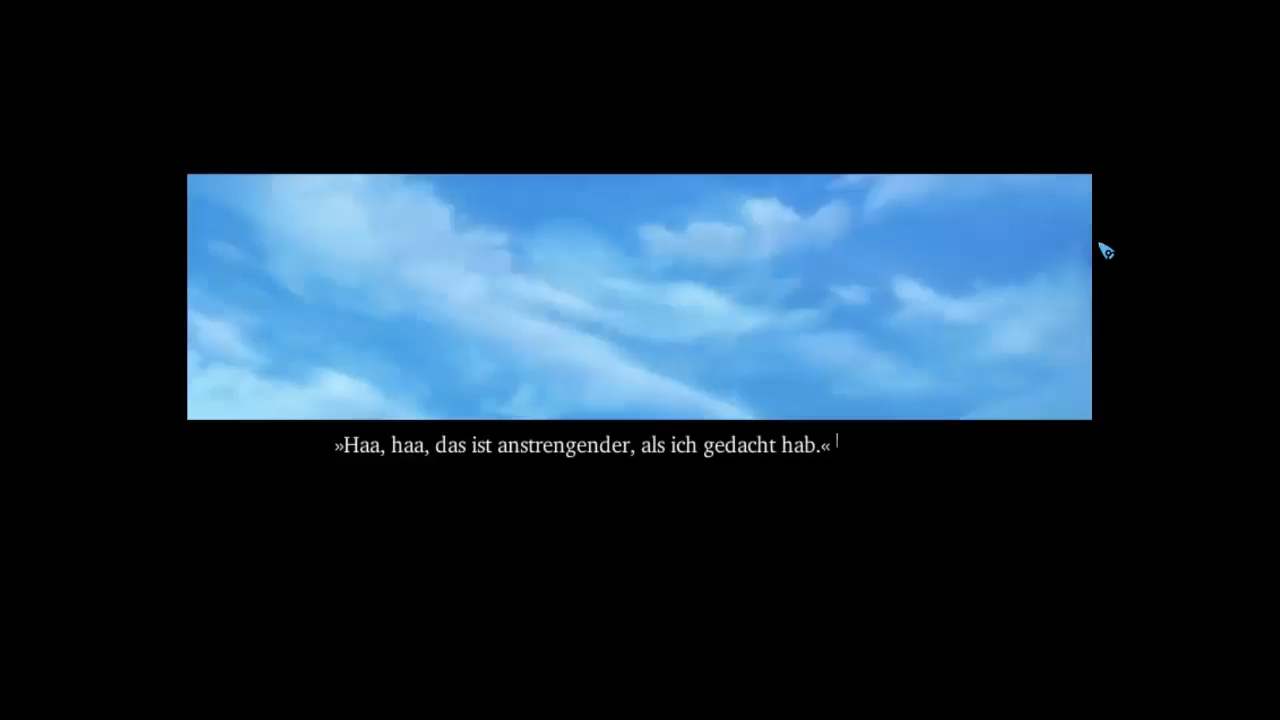 »Haa, haa, das ist anstrengender, als ich gedacht hab.«